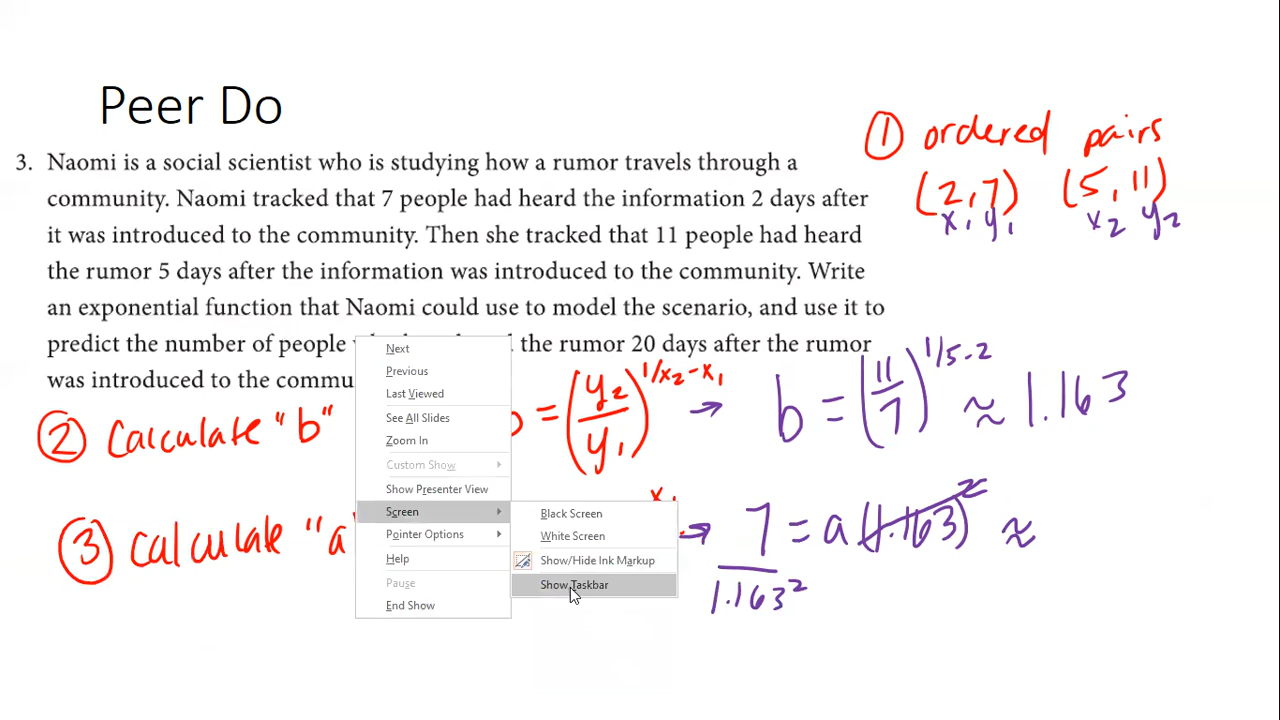 Peer Do
① ordered pairs
(2,7) (5,11)
x₁ y₁ x₂ y₂
3. Naomi is a social scientist who is studying how a rumor travels through a
community. Naomi tracked that 7 people had heard the information 2 days after
it was introduced to the community. Then she tracked that 11 people had heard
the rumor 5 days after the information was introduced to the community. Write
an exponential function that Naomi could use to model the scenario, and use it to
predict the number of people the rumor 20 days after the rumor
was introduced to the commu
② Calculate "b" = (y₂/y₁)^1/x₂-x₁ → b = (11/7)^1/5-2 ≈ 1.163
③ calculate "a" x₁ → 7 = a(1.163)² ≈
1.163²
Next
Previous
Last Viewed
See All Slides
Zoom In
Custom Show
Show Presenter View
Screen
Pointer Options
Help
Pause
End Show
Black Screen
White Screen
Show/Hide Ink Markup
Show Taskbar